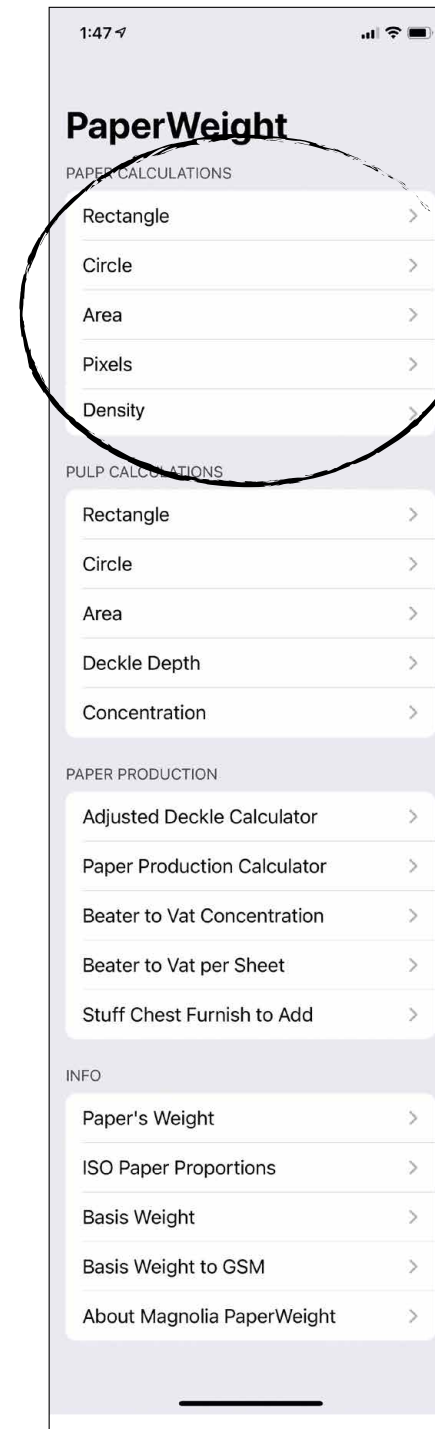 1:47
PaperWeight
PAPER CALCULATIONS
Rectangle
Circle
Area
Pixels
Density
PULP CALCULATIONS
Rectangle
Circle
Area
Deckle Depth
Concentration
PAPER PRODUCTION
Adjusted Deckle Calculator
Paper Production Calculator
Beater to Vat Concentration
Beater to Vat per Sheet
Stuff Chest Furnish to Add
INFO
Paper's Weight
ISO Paper Proportions
Basis Weight
Basis Weight to GSM
About Magnolia PaperWeight